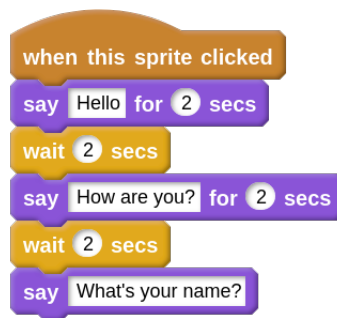 when this sprite clicked
say Hello for 2 secs
wait 2 secs
say How are you? for 2 secs
wait 2 secs
say What's your name?